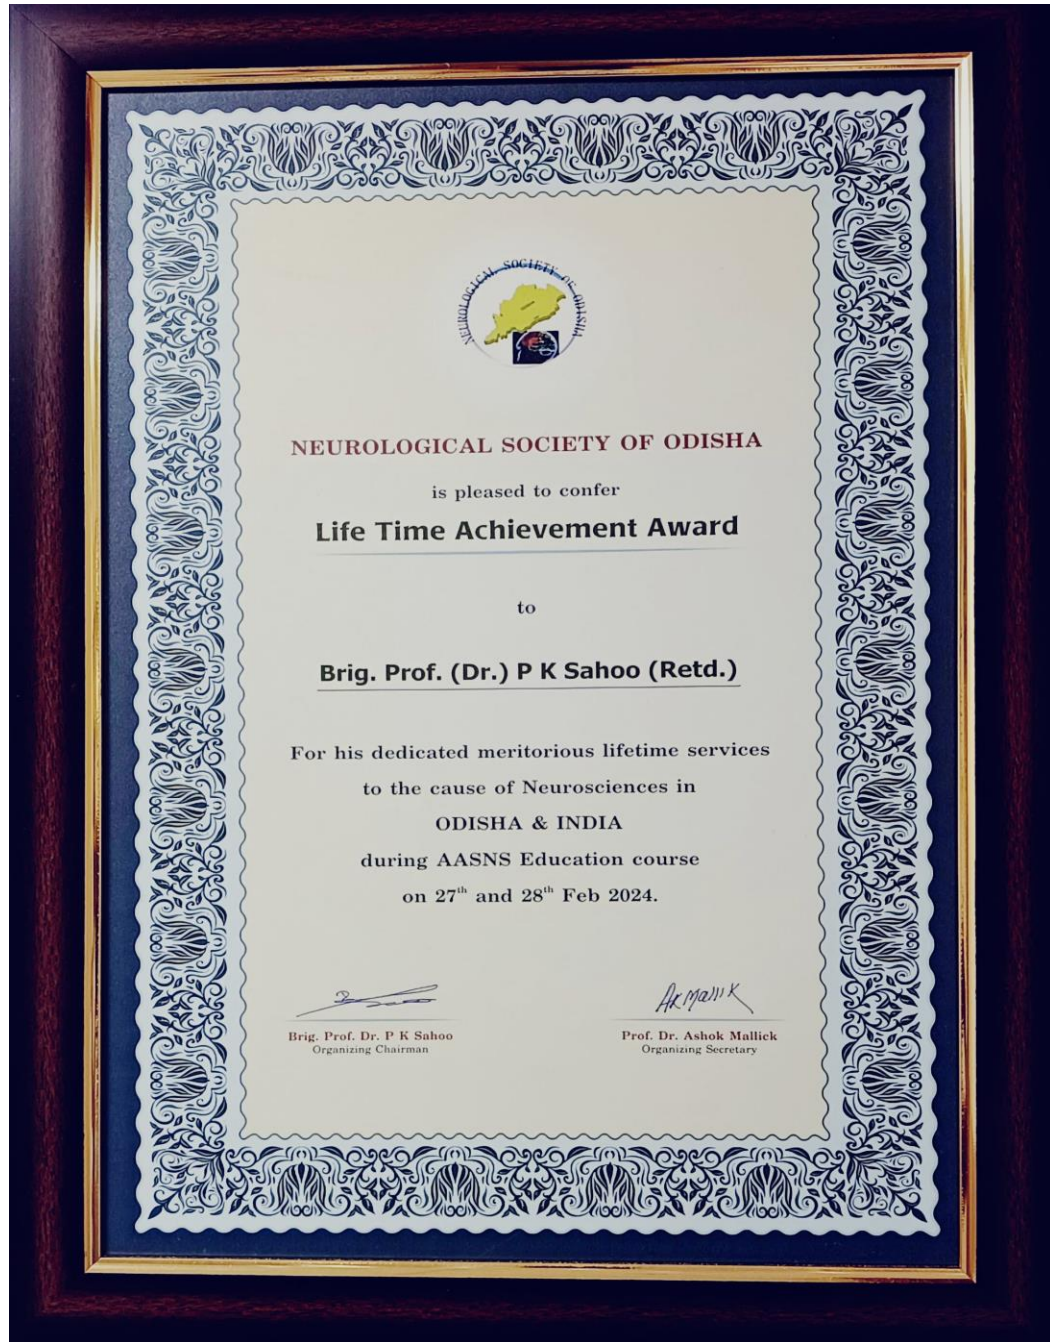 NEUROLOGICAL SOCIETY OF ODISHA
NEUROLOGICAL SOCIETY OF ODISHA
is pleased to confer
Life Time Achievement Award
to
Brig. Prof. (Dr.) P K Sahoo (Retd.)
For his dedicated meritorious lifetime services
to the cause of Neurosciences in
ODISHA & INDIA
during AASNS Education course
on 27th and 28th Feb 2024.
AK Mallik
Brig. Prof. Dr. P K Sahoo
Organizing Chairman
Prof. Dr. Ashok Mallick
Organizing Secretary